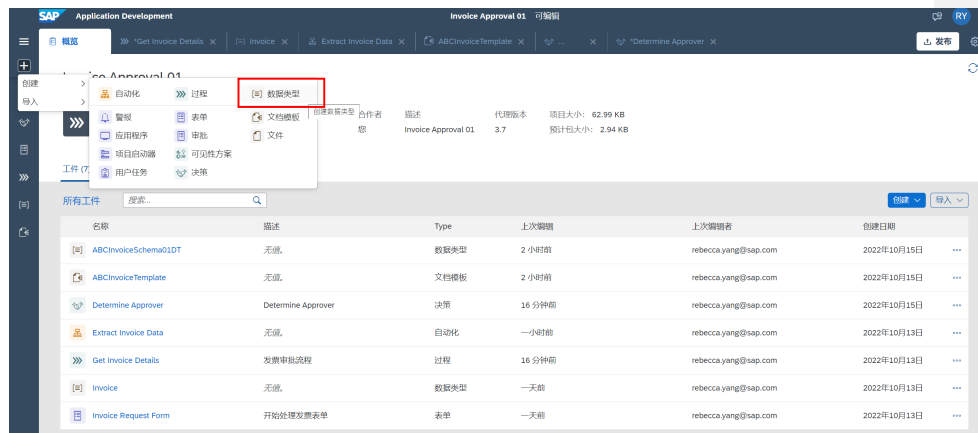 SAP Application Development
Invoice Approval 01 可编辑
RY
概览
*Get Invoice Details
Invoice
Extract Invoice Data
ABCInvoiceTemplate
...
*Determine Approver
发布
创建
导入
自动化
过程
数据类型
警报
表单
文档模板
应用程序
审批
文件
项目启动器
可见性方案
用户任务
决策
创建数据类型
合作者
您
描述
Invoice Approval 01
代理版本
3.7
项目大小: 62.99 KB
预计包大小: 2.94 KB
工件 (7)
所有工件
搜索...
创建
导入
名称 描述 Type 上次编辑 上次编辑者 创建日期
ABCInvoiceSchema01DT 无值。 数据类型 2 小时前 rebecca.yang@sap.com 2022年10月15日
ABCInvoiceTemplate 无值。 文档模板 2 小时前 rebecca.yang@sap.com 2022年10月15日
Determine Approver Determine Approver 决策 16 分钟前 rebecca.yang@sap.com 2022年10月15日
Extract Invoice Data 无值。 自动化 一小时前 rebecca.yang@sap.com 2022年10月13日
Get Invoice Details 发票审批流程 过程 16 分钟前 rebecca.yang@sap.com 2022年10月13日
Invoice 无值。 数据类型 一天前 rebecca.yang@sap.com 2022年10月13日
Invoice Request Form 开始处理发票表单 表单 一天前 rebecca.yang@sap.com 2022年10月13日